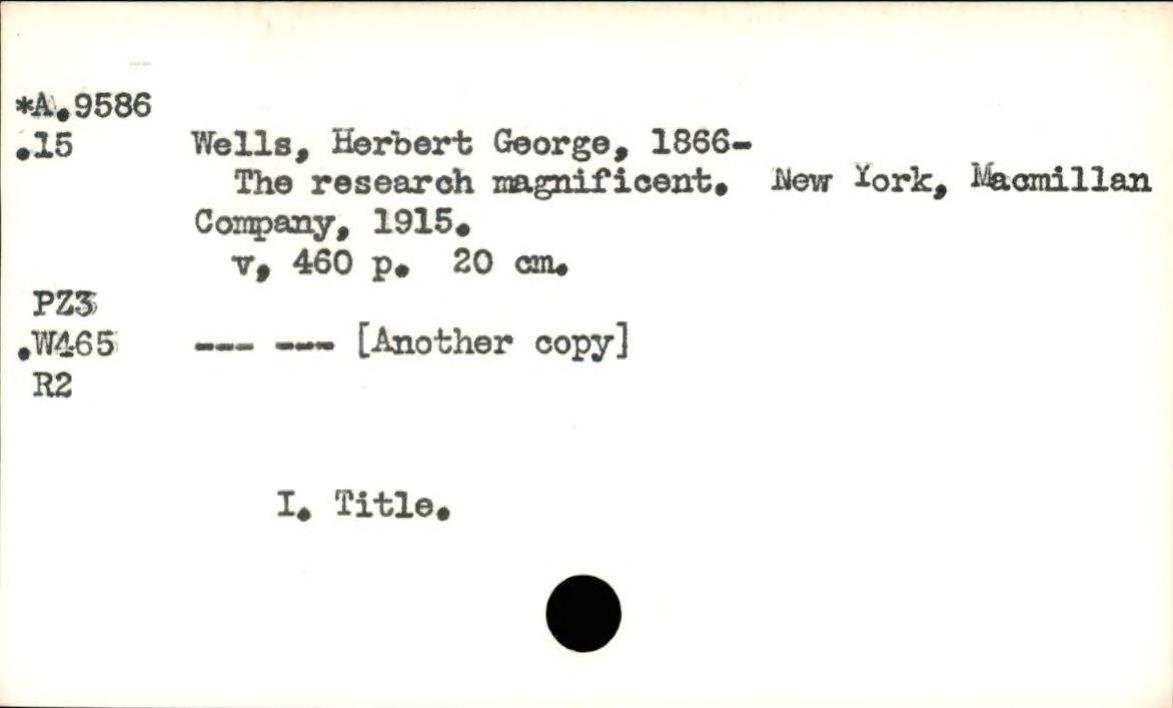 *A.9586
.15 Wells, Herbert George, 1866-
The research magnificent. New York, Macmillan
Company, 1915.
v, 460 p. 20 cm.
PZ3
.W465 --- --- [Another copy]
R2
I. Title.